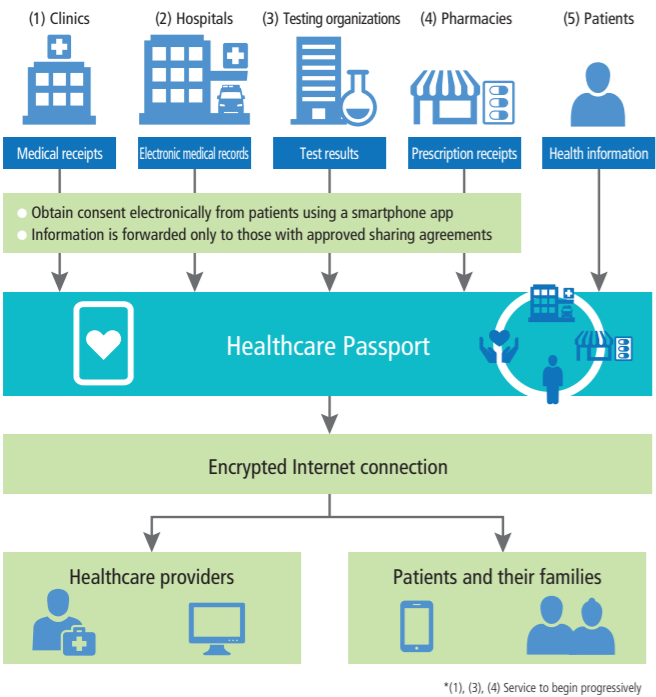 (1) Clinics
(2) Hospitals
(3) Testing organizations
(4) Pharmacies
(5) Patients
Medical receipts
Electronic medical records
Test results
Prescription receipts
Health information
Obtain consent electronically from patients using a smartphone app
Information is forwarded only to those with approved sharing agreements
Healthcare Passport
Encrypted Internet connection
Healthcare providers
Patients and their families
*(1), (3), (4) Service to begin progressively